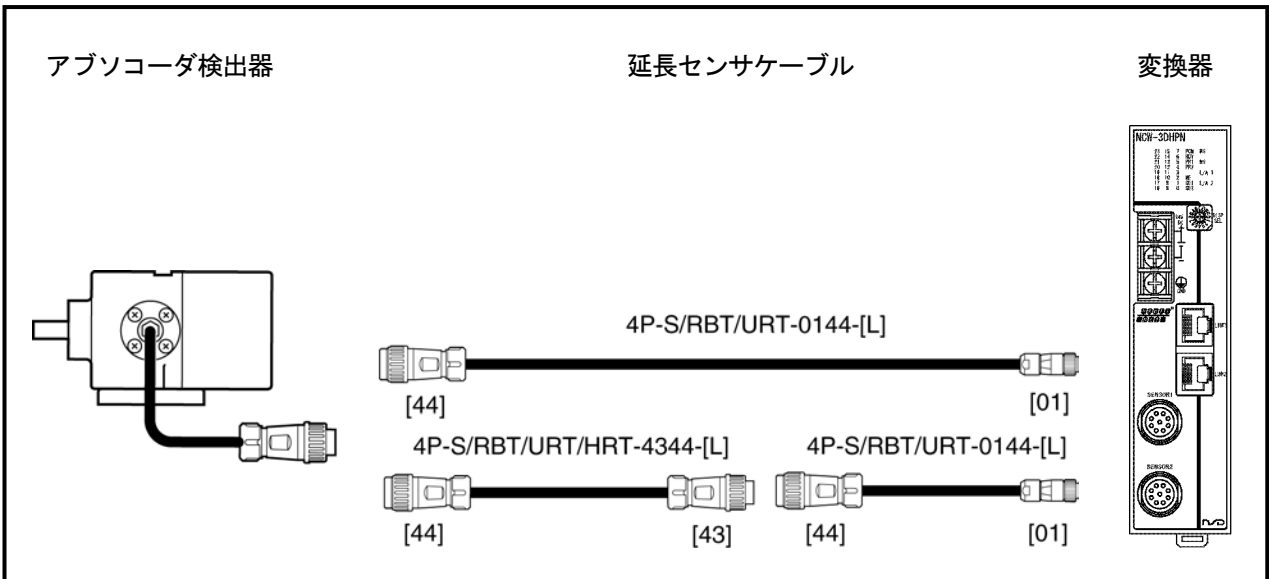 アブソコーダ検出器
延長センサケーブル
変換器
NCW-3DHPN
4P-S/RBT/URT-0144-[L]
[44]
[01]
4P-S/RBT/URT/HRT-4344-[L]
4P-S/RBT/URT-0144-[L]
[44]
[43]
[44]
[01]
SENSOR1
SENSOR2